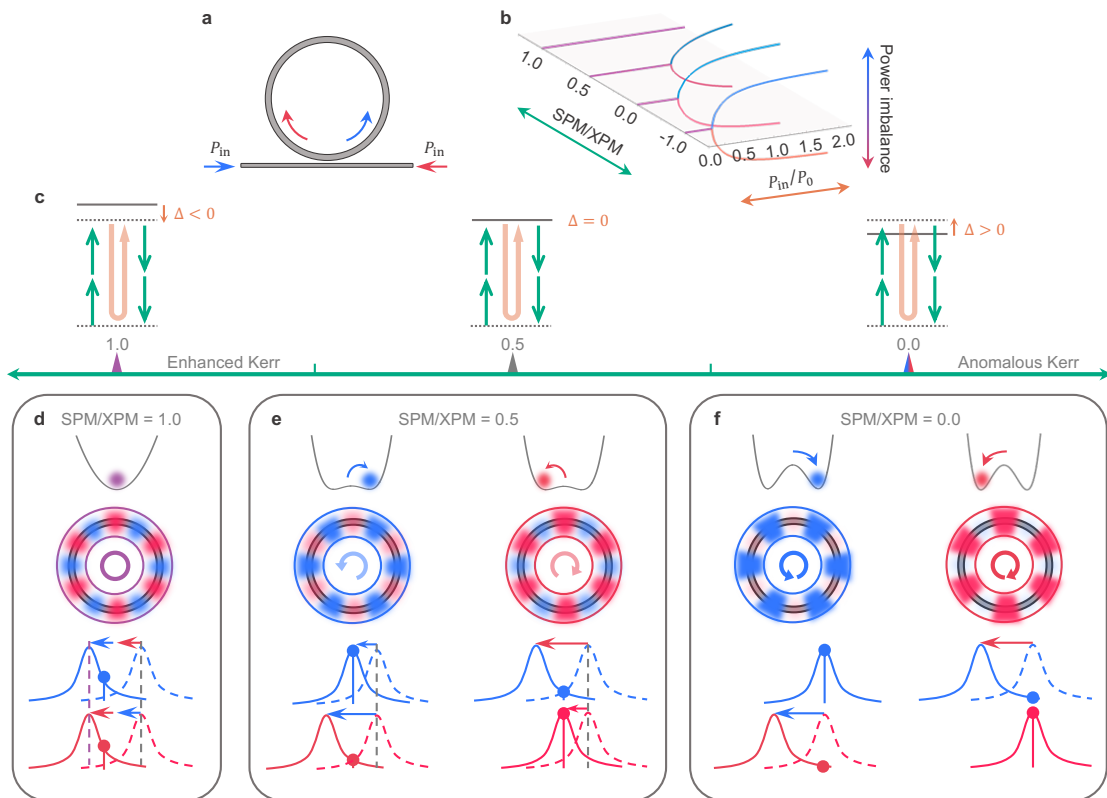 a
P_in
P_in
b
1.0
0.5
0.0
-1.0
SPM/XPM
0.0
0.5
1.0
1.5
2.0
P_in/P_0
Power imbalance
c
Δ < 0
Δ = 0
Δ > 0
1.0
0.5
0.0
Enhanced Kerr
Anomalous Kerr
d
SPM/XPM = 1.0
e
SPM/XPM = 0.5
f
SPM/XPM = 0.0